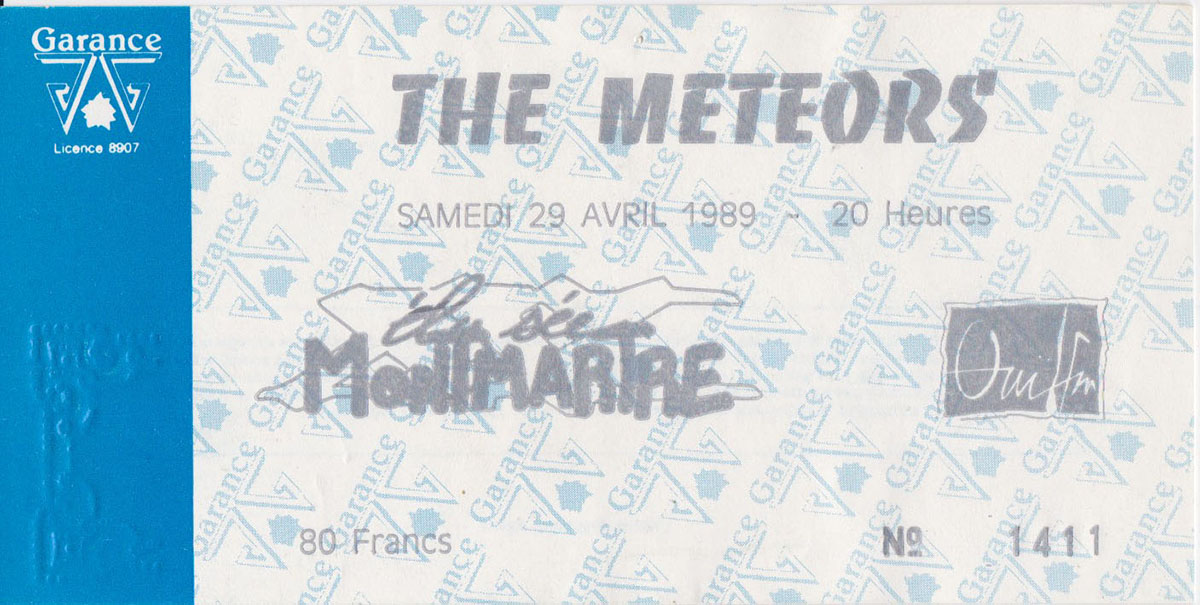 Garance
Licence 8907
THE METEORS
SAMEDI 29 AVRIL 1989 - 20 Heures
élysée
MONTMARTRE
80 Francs
Nº 1411